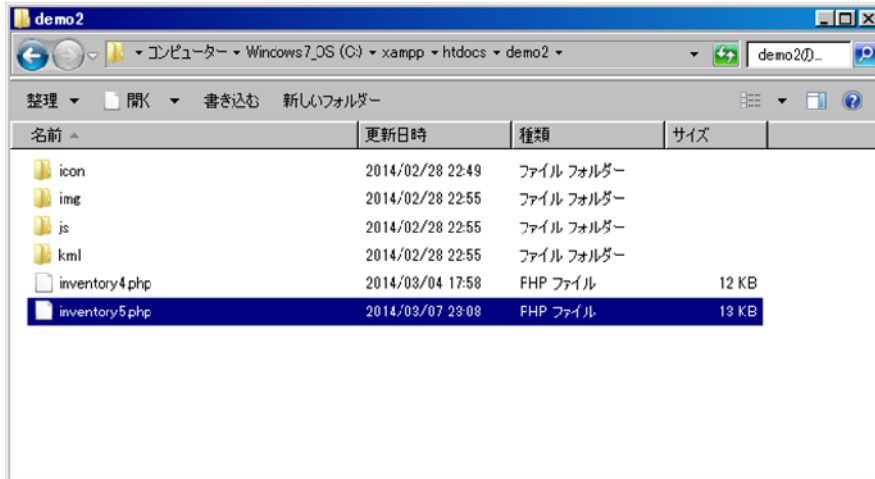 demo2
コンピューター ▾ Windows7_OS (C:) ▾ xampp ▾ htdocs ▾ demo2 ▾ demo2の...
整理 ▾ 開く ▾ 書き込む 新しいフォルダー
名前 更新日時 種類 サイズ
icon 2014/02/28 22:49 ファイル フォルダー
img 2014/02/28 22:55 ファイル フォルダー
js 2014/02/28 22:55 ファイル フォルダー
kml 2014/02/28 22:55 ファイル フォルダー
inventory4.php 2014/03/04 17:58 PHP ファイル 12 KB
inventory5.php 2014/03/07 23:08 PHP ファイル 13 KB